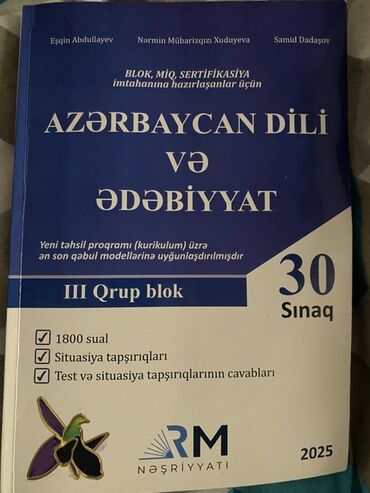 Eşqin Abdullayev Nərmin Mübarizqızı Xuduyeva Samid Dadaşov
BLOK, MİQ, SERTİFİKASİYA
imtahanına hazırlaşanlar üçün
AZƏRBAYCAN DİLİ
VƏ
ƏDƏBİYYAT
Yeni təhsil proqramı (kurikulum) üzrə
ən son qəbul modellərinə uyğunlaşdırılmışdır
III Qrup blok
30
Sınaq
1800 sual
Situasiya tapşırıqları
Test və situasiya tapşırıqlarının cavabları
RM
NƏŞRİYYATI
2025